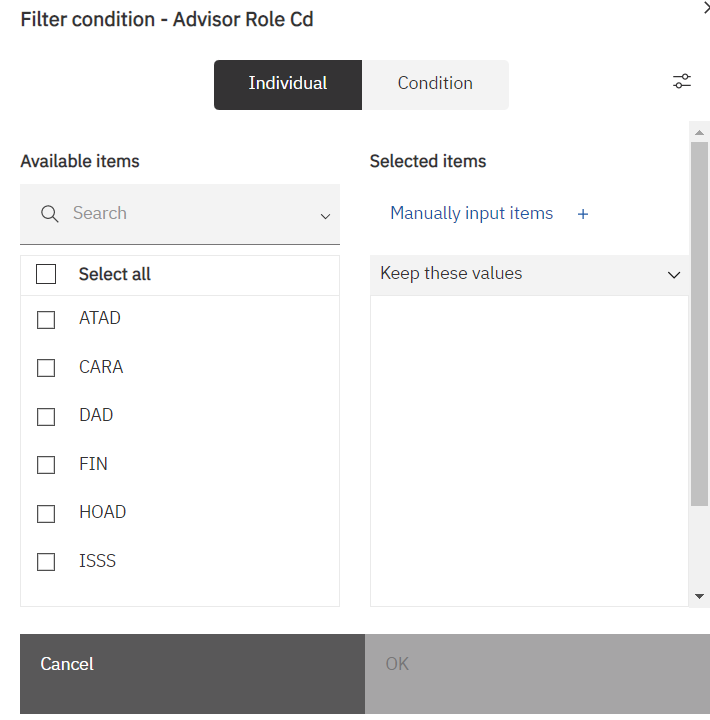 Filter condition - Advisor Role Cd
Individual
Condition
Available items
Selected items
Search
Manually input items +
Select all
Keep these values
ATAD
CARA
DAD
FIN
HOAD
ISSS
Cancel
OK